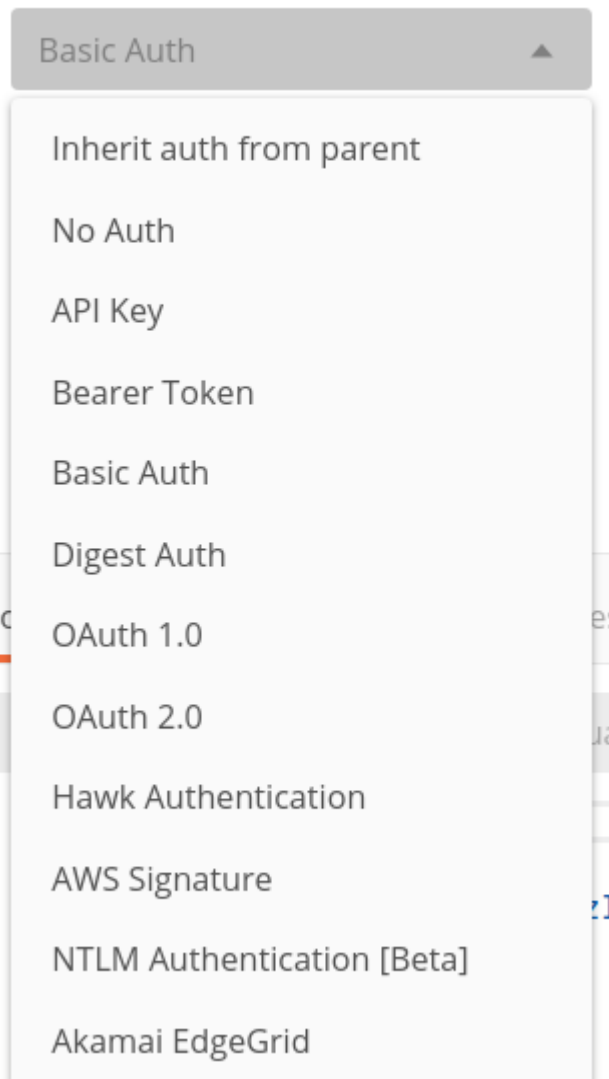 Basic Auth
Inherit auth from parent
No Auth
API Key
Bearer Token
Basic Auth
Digest Auth
OAuth 1.0
OAuth 2.0
Hawk Authentication
AWS Signature
NTLM Authentication [Beta]
Akamai EdgeGrid